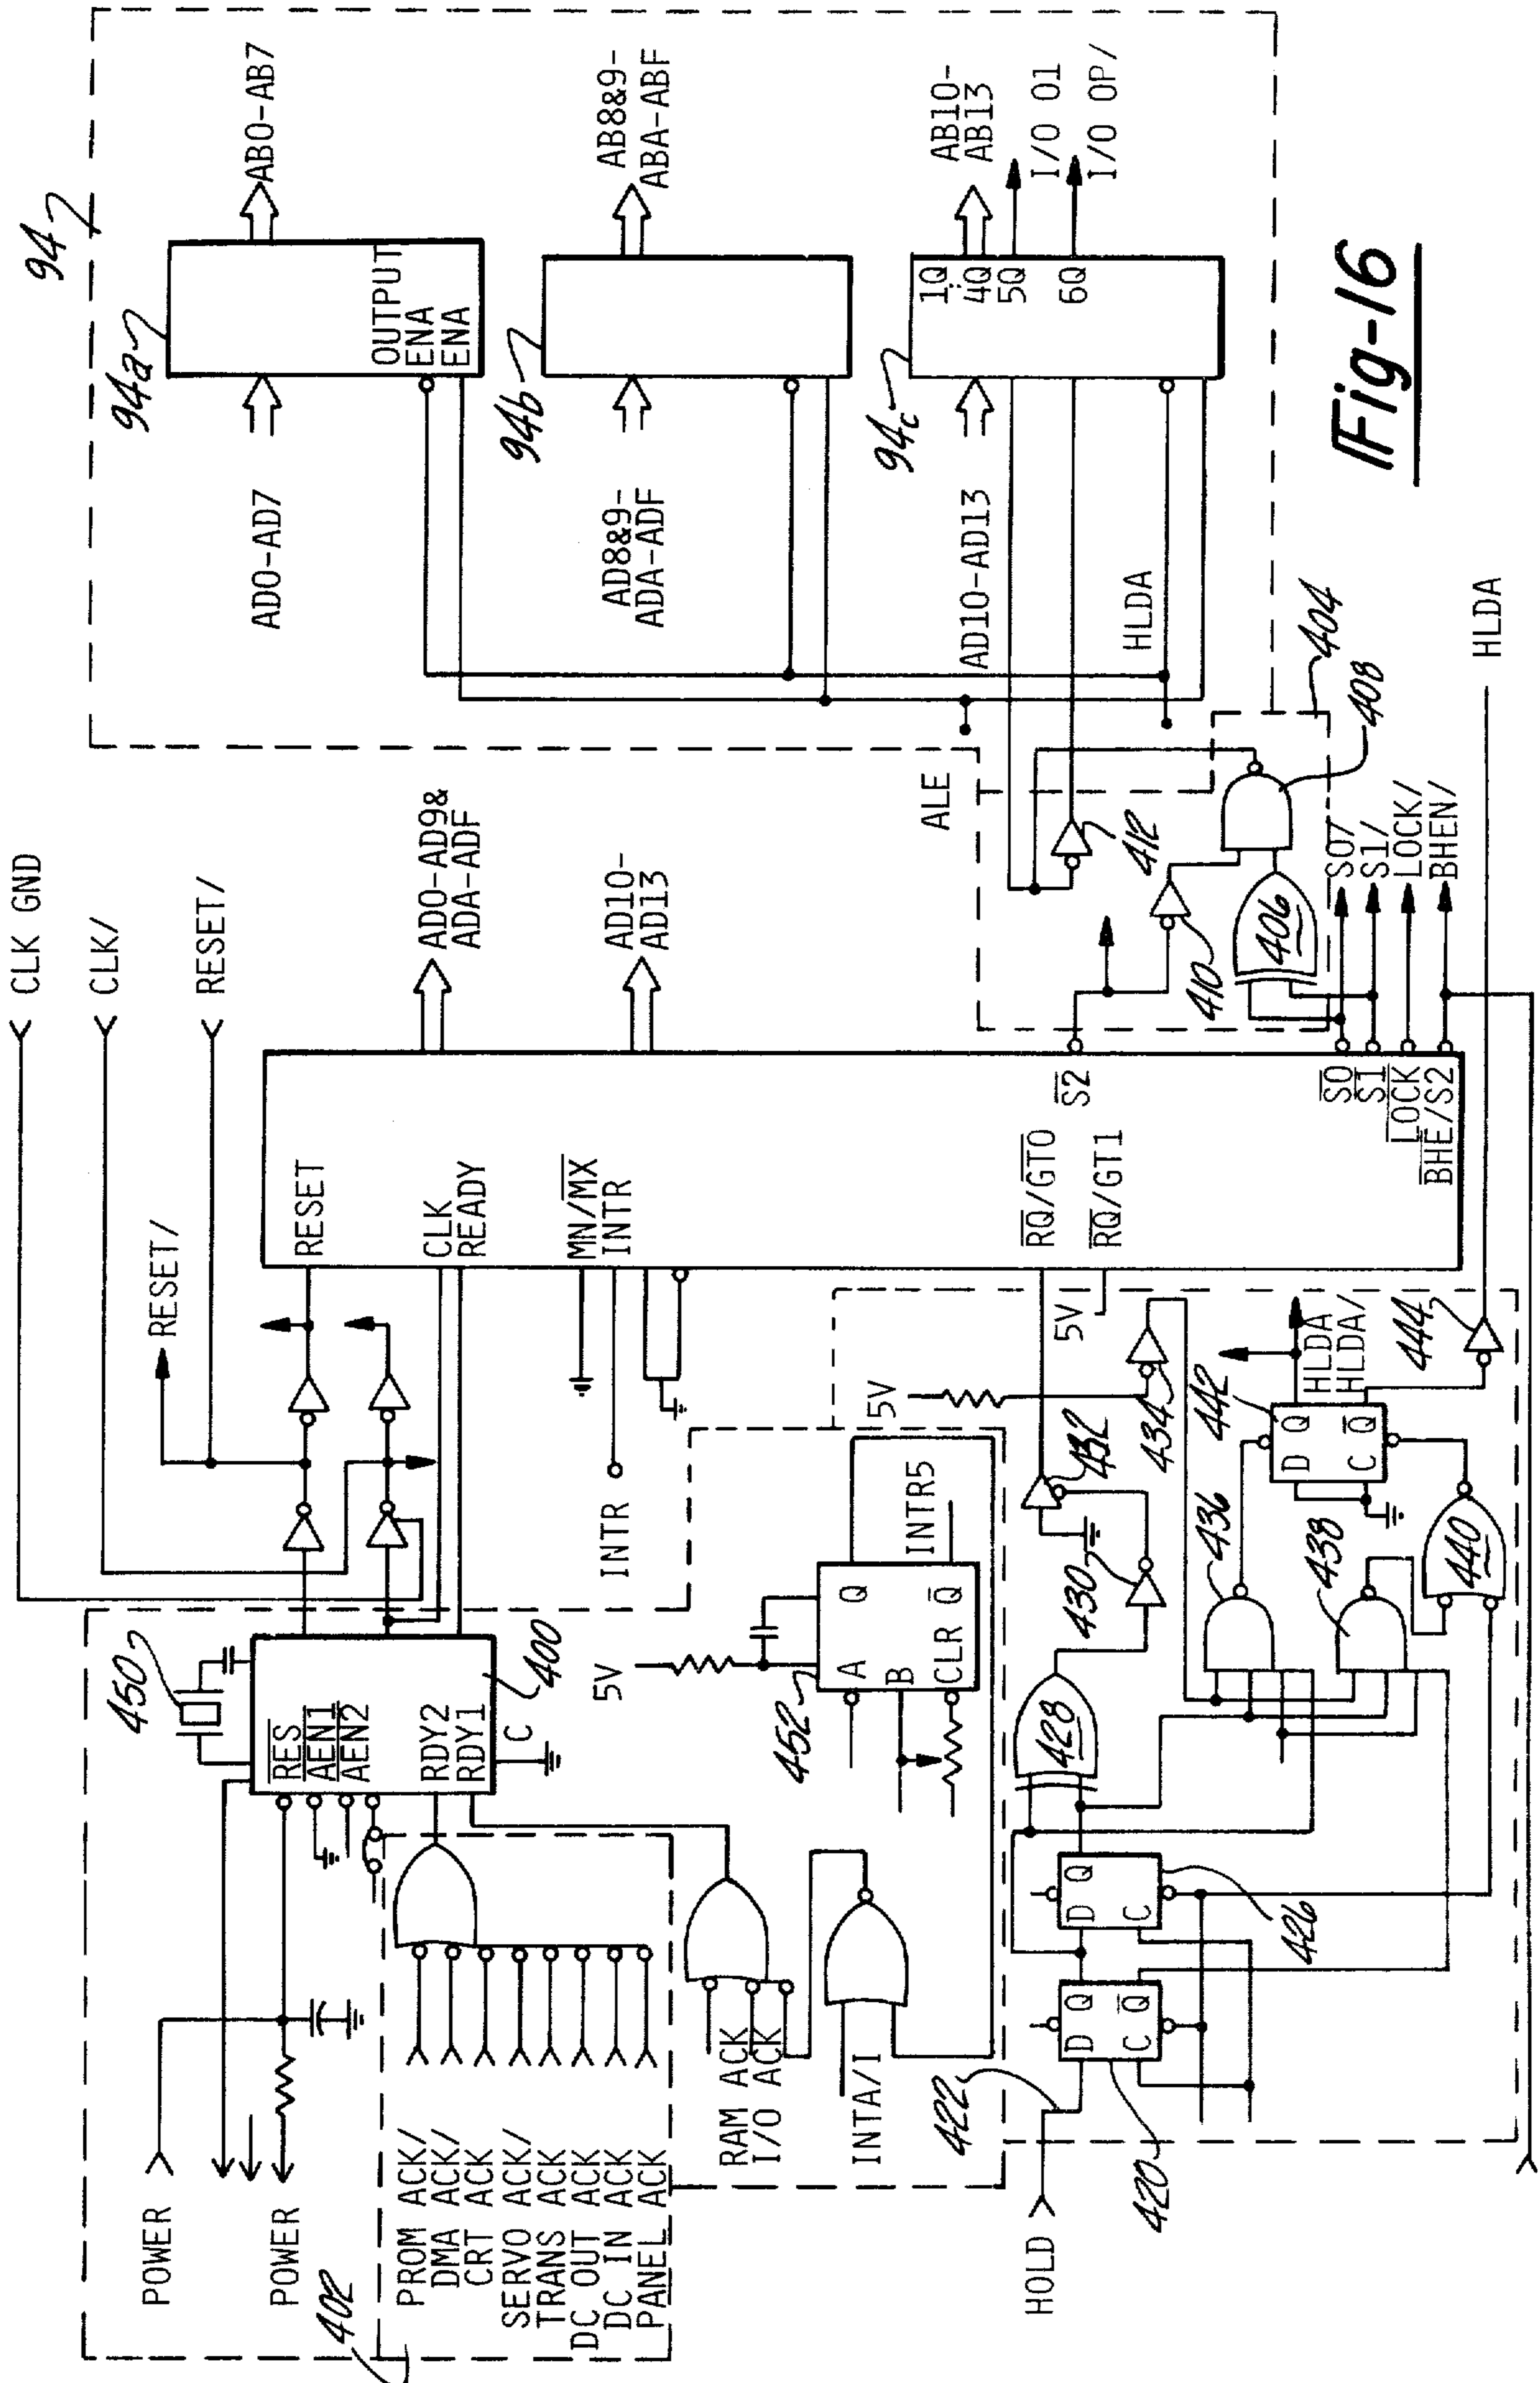 94
94a
AD0-AD7
OUTPUT
ENA
ENA
AB0-AB7
94b
AD8&9-
ADA-ADF
AB8&9-
ABA-ABF
94c
AD10-AD13
HLDA
1Q
4Q
5Q
6Q
AB10-
AB13
I/O 01
I/O OP/
Fig-16
CLK GND
CLK/
RESET/
RESET/
AD0-AD9&
ADA-ADF
AD10-
AD13
ALE
412
410
406
408
404
S0/
S1/
LOCK/
BHEN/
HLDA
RESET
CLK
READY
MN/MX
INTR
RQ/GT0
RQ/GT1
S2
S0
S1
LOCK
BHE/S2
450
RES
AEN1
AEN2
RDY2
RDY1
400
C
POWER
POWER
402
PROM ACK/
DMA ACK/
CRT ACK
SERVO ACK/
TRANS ACK
DC OUT ACK
DC IN ACK
PANEL ACK
RAM ACK
I/O ACK
INTA/I
INTR
5V
452
A
B
CLR
Q
Q
INTR5
5V
5V
432
434
430
428
436
438
440
442
D
Q
C
Q
HLDA
HLDA/
444
HOLD
422
420
D
Q
C
Q
426
D
Q
C